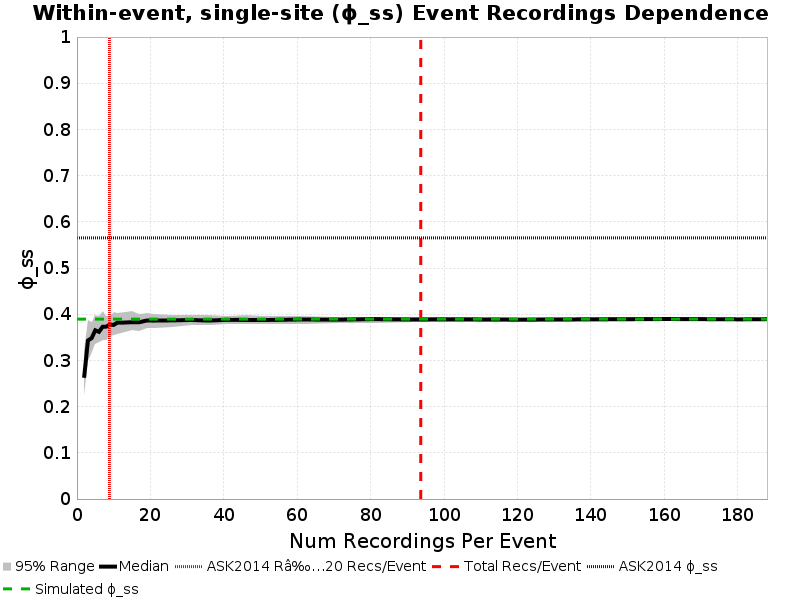 Within-event, single-site (ϕ_ss) Event Recordings Dependence
1
0.9
0.8
0.7
0.6
0.5
0.4
0.3
0.2
0.1
0
ϕ_ss
0 20 40 60 80 100 120 140 160 180
Num Recordings Per Event
95% Range Median ASK2014 Râ‰…20 Recs/Event Total Recs/Event ASK2014 ϕ_ss
Simulated ϕ_ss